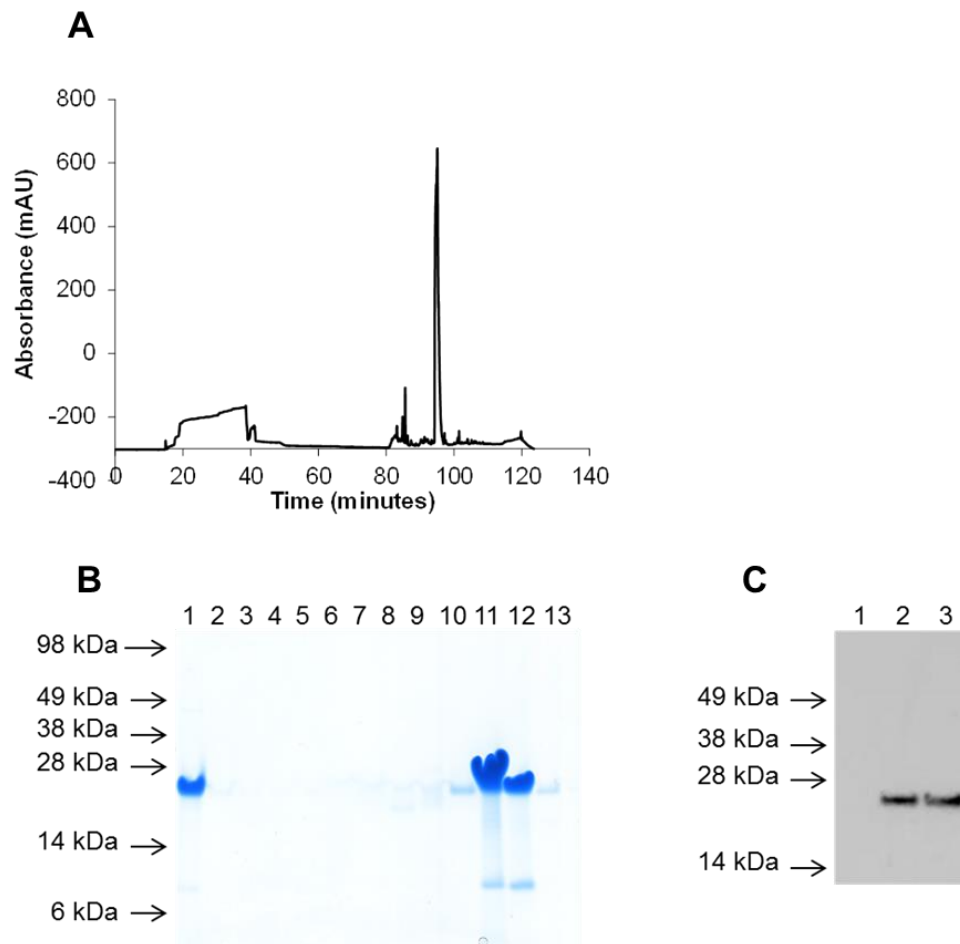 A
800
600
400
200
0
-200
-400
Absorbance (mAU)
0 20 40 60 80 100 120 140
Time (minutes)
B
1 2 3 4 5 6 7 8 9 10 11 12 13
98 kDa
49 kDa
38 kDa
28 kDa
14 kDa
6 kDa
C
1 2 3
49 kDa
38 kDa
28 kDa
14 kDa